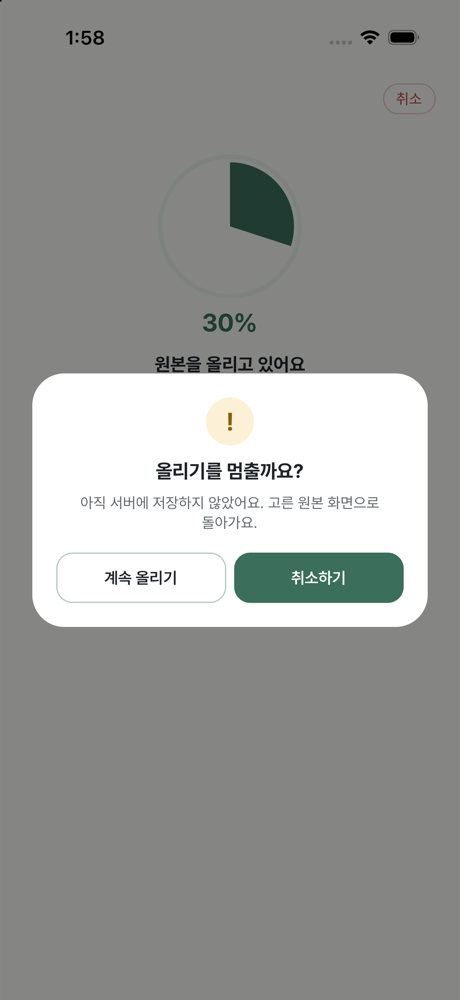 1:58
취소
30%
원본을 올리고 있어요
!
올리기를 멈출까요?
아직 서버에 저장하지 않았어요. 고른 원본 화면으로
돌아가요.
계속 올리기
취소하기